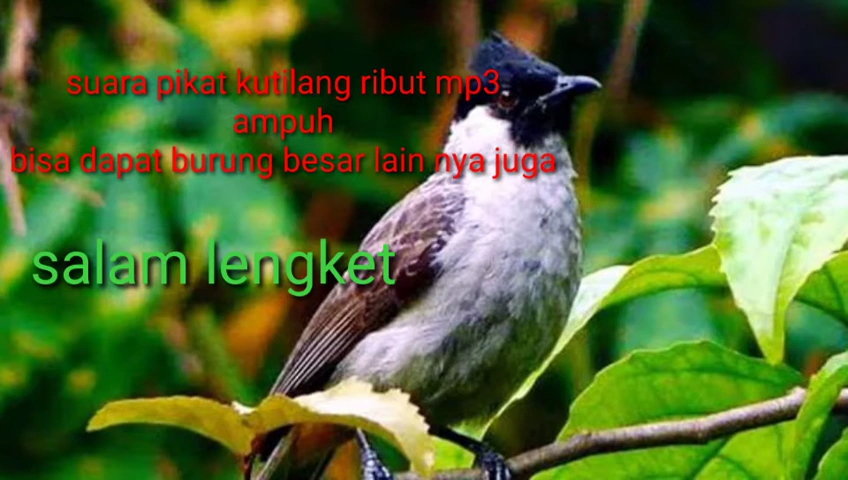 suara pikat kutilang ribut mp3
ampuh
bisa dapat burung besar lain nya juga
salam lengket